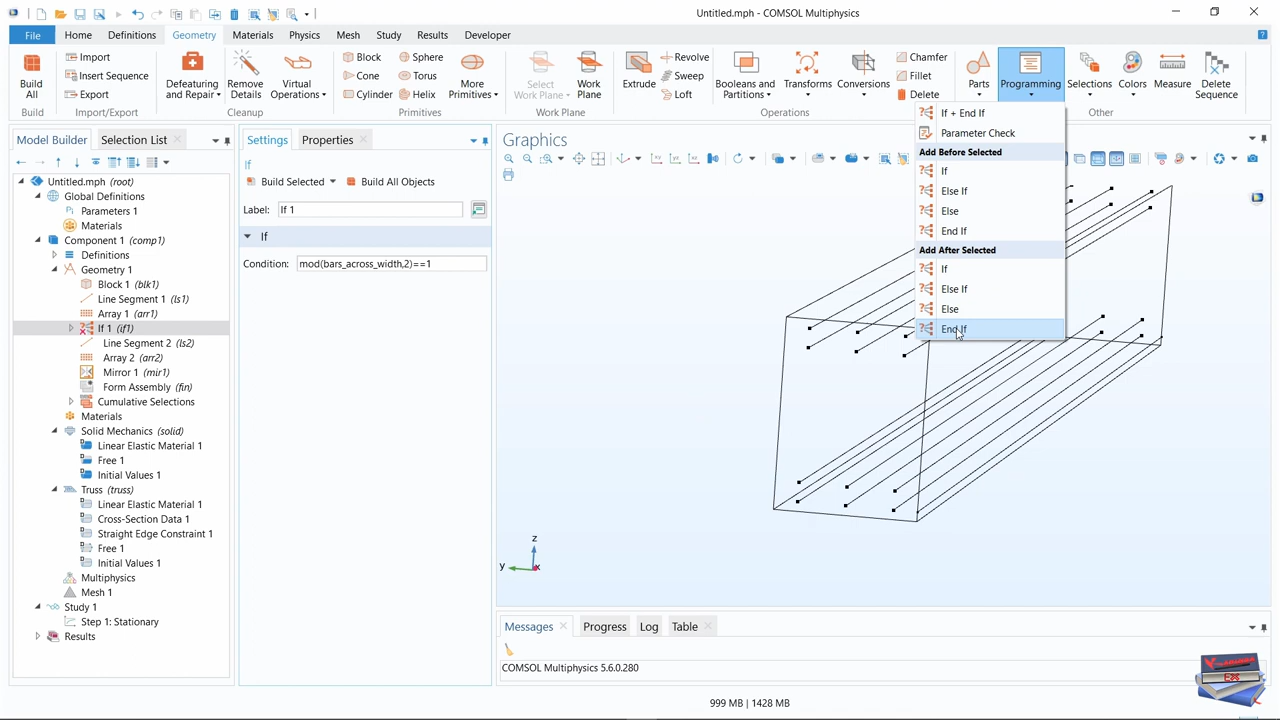 Untitled.mph - COMSOL Multiphysics
File Home Definitions Geometry Materials Physics Mesh Study Results Developer
Build All
Build
Import
Insert Sequence
Export
Import/Export
Defeaturing and Repair
Remove Details
Virtual Operations
Cleanup
Block
Cone
Cylinder
Sphere
Torus
Helix
More Primitives
Primitives
Select Work Plane
Work Plane
Work Plane
Extrude
Revolve
Sweep
Loft
Booleans and Partitions
Transforms
Conversions
Chamfer
Fillet
Delete
Operations
Parts
Programming
Selections
Colors
Measure
Delete Sequence
Other
If + End If
Parameter Check
Add Before Selected
If
Else If
Else
End If
Add After Selected
If
Else If
Else
End If
Model Builder
Selection List
Untitled.mph (root)
Global Definitions
Parameters 1
Materials
Component 1 (comp1)
Definitions
Geometry 1
Block 1 (blk1)
Line Segment 1 (ls1)
Array 1 (arr1)
If 1 (if1)
Line Segment 2 (ls2)
Array 2 (arr2)
Mirror 1 (mir1)
Form Assembly (fin)
Cumulative Selections
Materials
Solid Mechanics (solid)
Linear Elastic Material 1
Free 1
Initial Values 1
Truss (truss)
Linear Elastic Material 1
Cross-Section Data 1
Straight Edge Constraint 1
Free 1
Initial Values 1
Multiphysics
Mesh 1
Study 1
Step 1: Stationary
Results
Settings
Properties
If
Build Selected
Build All Objects
Label: If 1
If
Condition: mod(bars_across_width,2)==1
Graphics
z
y
x
Messages Progress Log Table
COMSOL Multiphysics 5.6.0.280
999 MB | 1428 MB